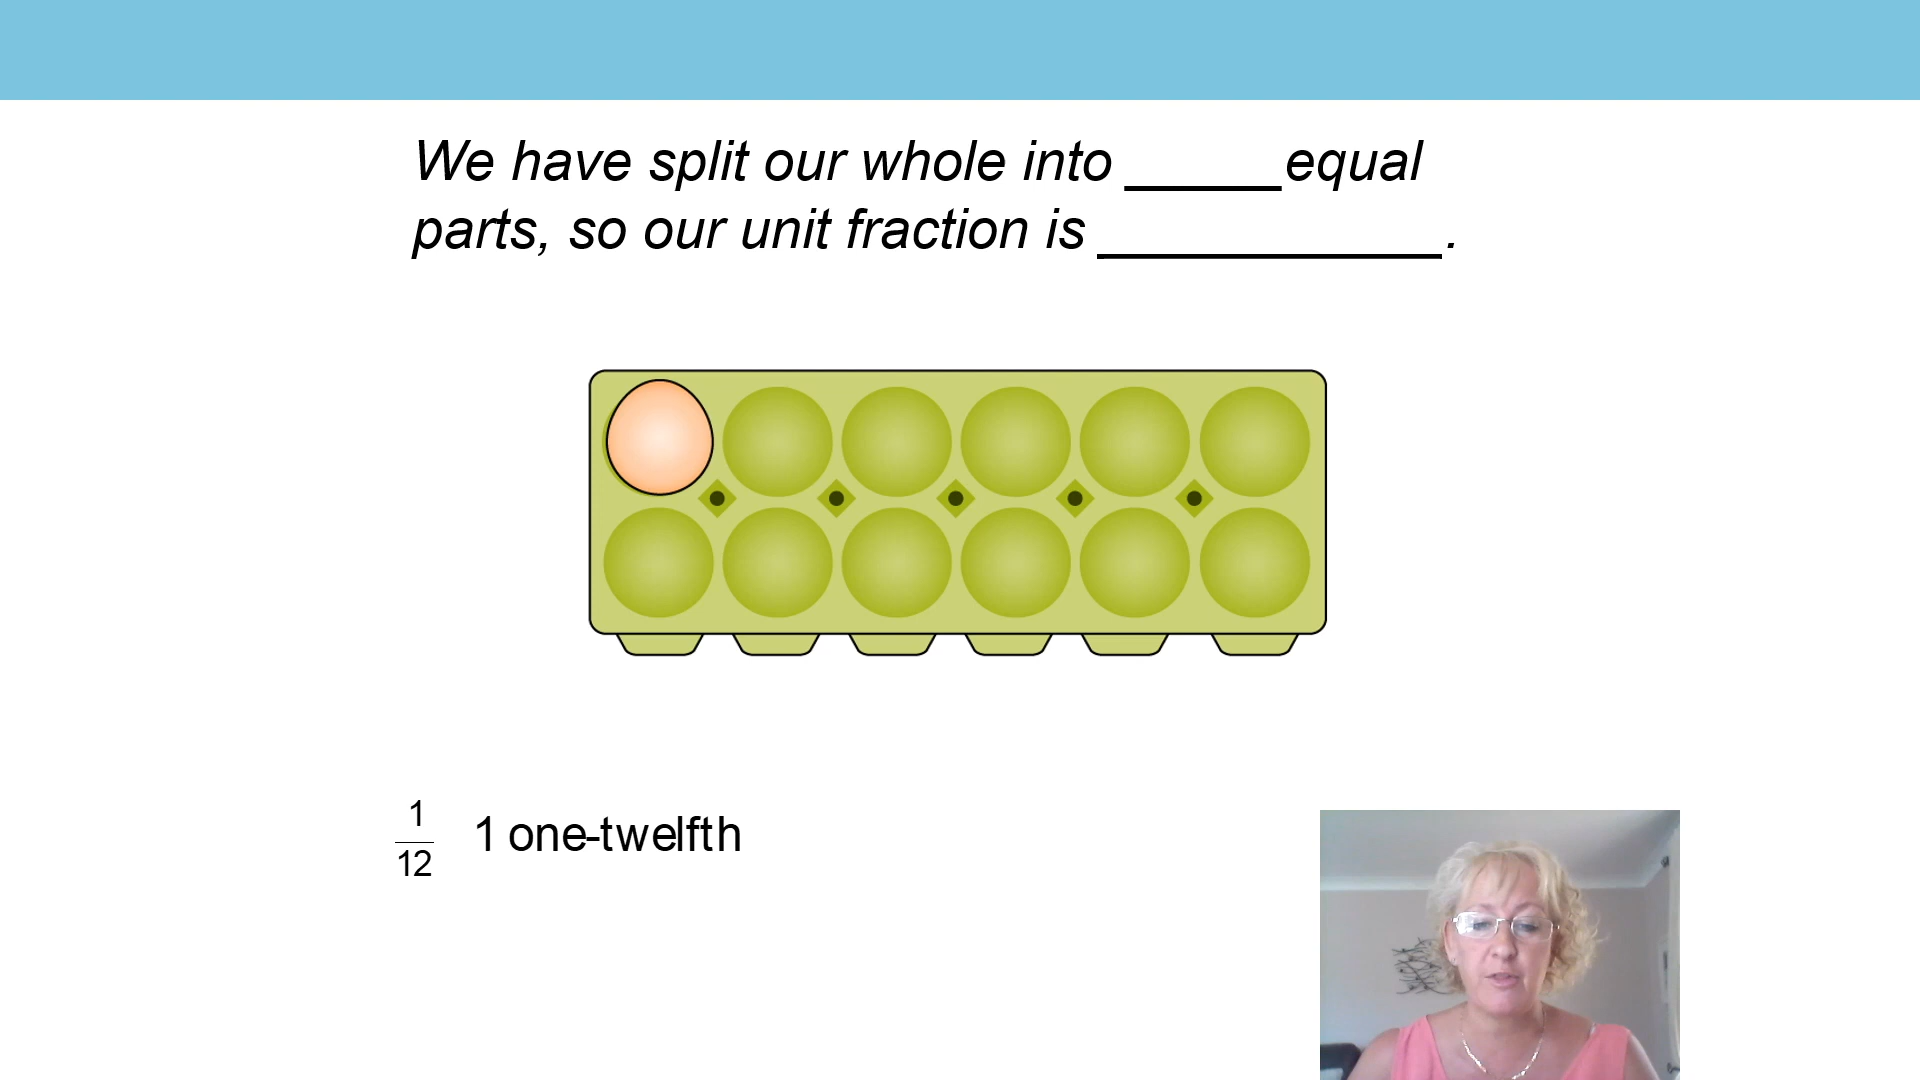 We have split our whole into _____ equal
parts, so our unit fraction is ___________.
1
12
1 one-twelfth